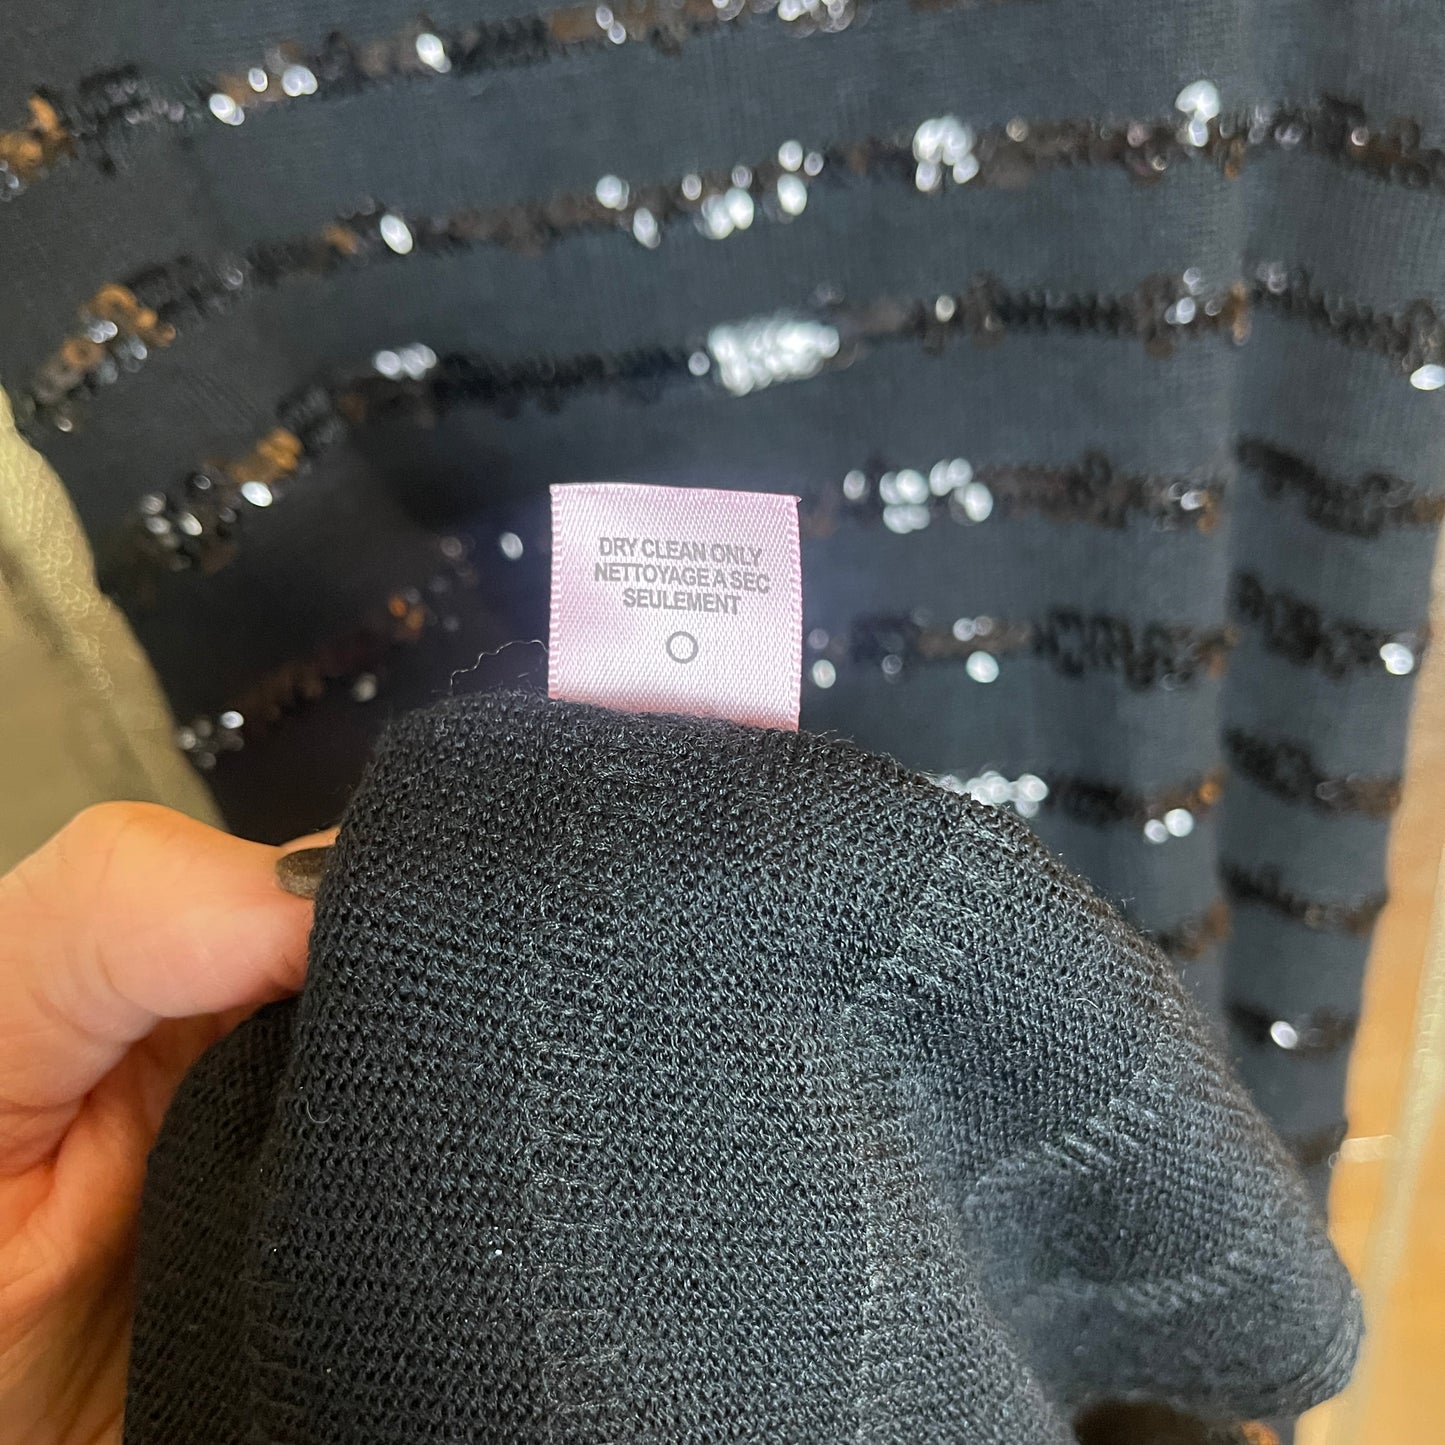 DRY CLEAN ONLY
NETTOYAGE A SEC
SEULEMENT